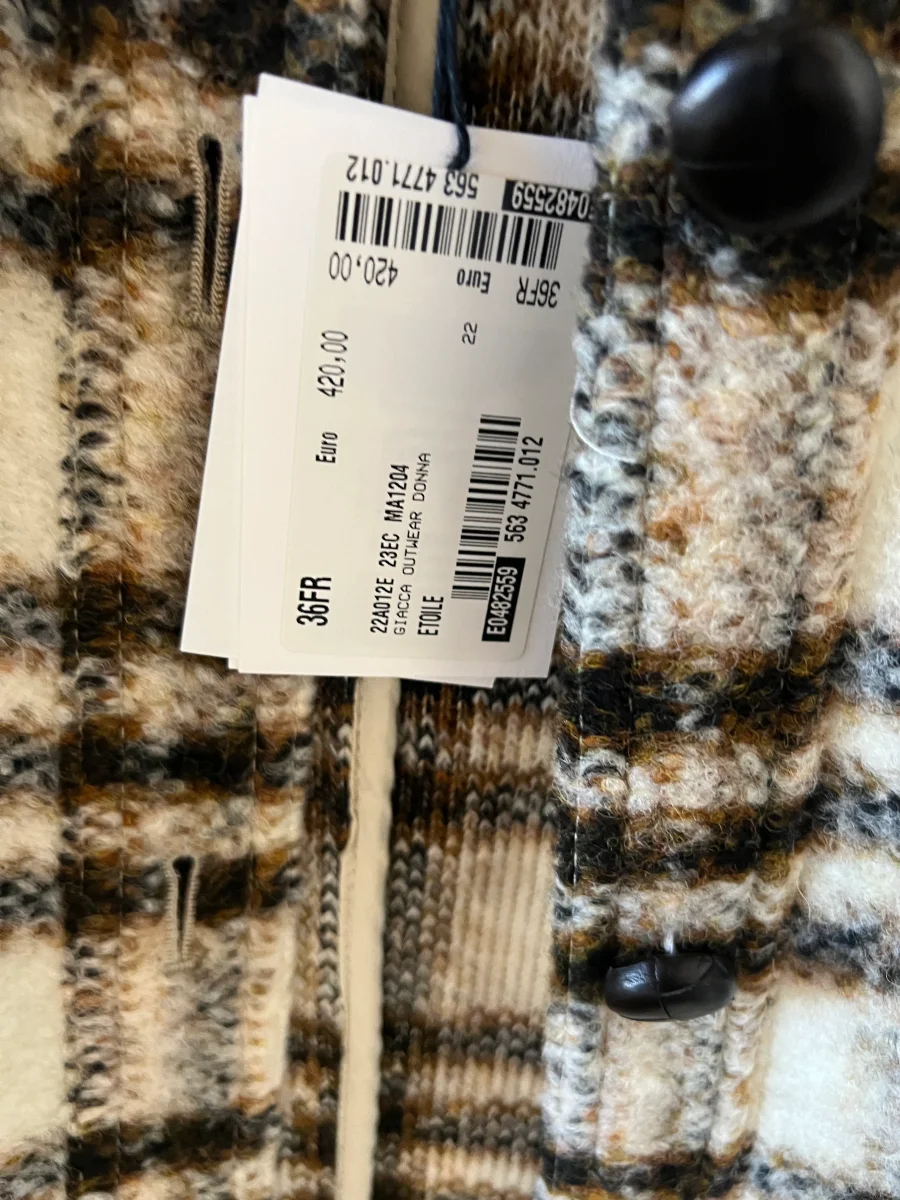 36FR Euro 420,00
22A012E 23EC MA1204
GIACCA OUTWEAR DONNA
ETOILE
22
E0482559 563 4771.012
36FR Euro 420,00
E0482559 563 4771.012